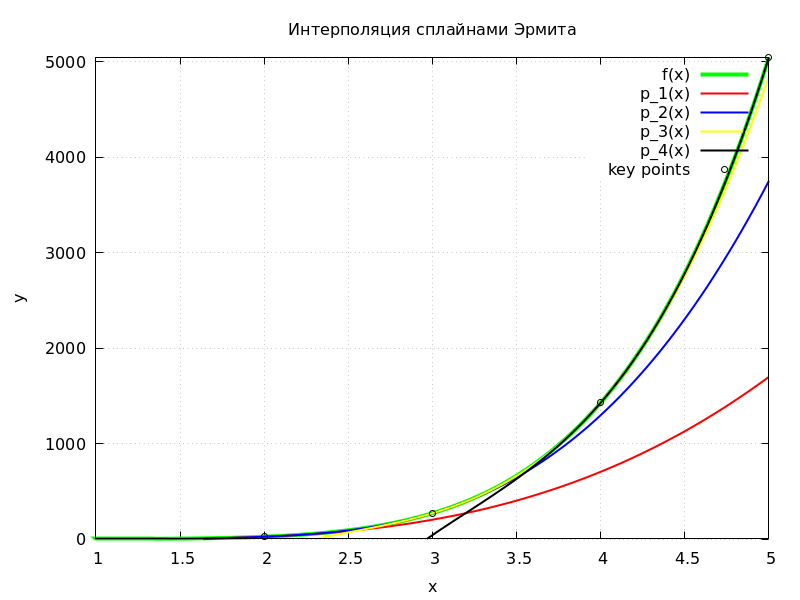 Интерполяция сплайнами Эрмита
5000
4000
3000
2000
1000
0
y
f(x)
p_1(x)
p_2(x)
p_3(x)
p_4(x)
key points
1 1.5 2 2.5 3 3.5 4 4.5 5
x